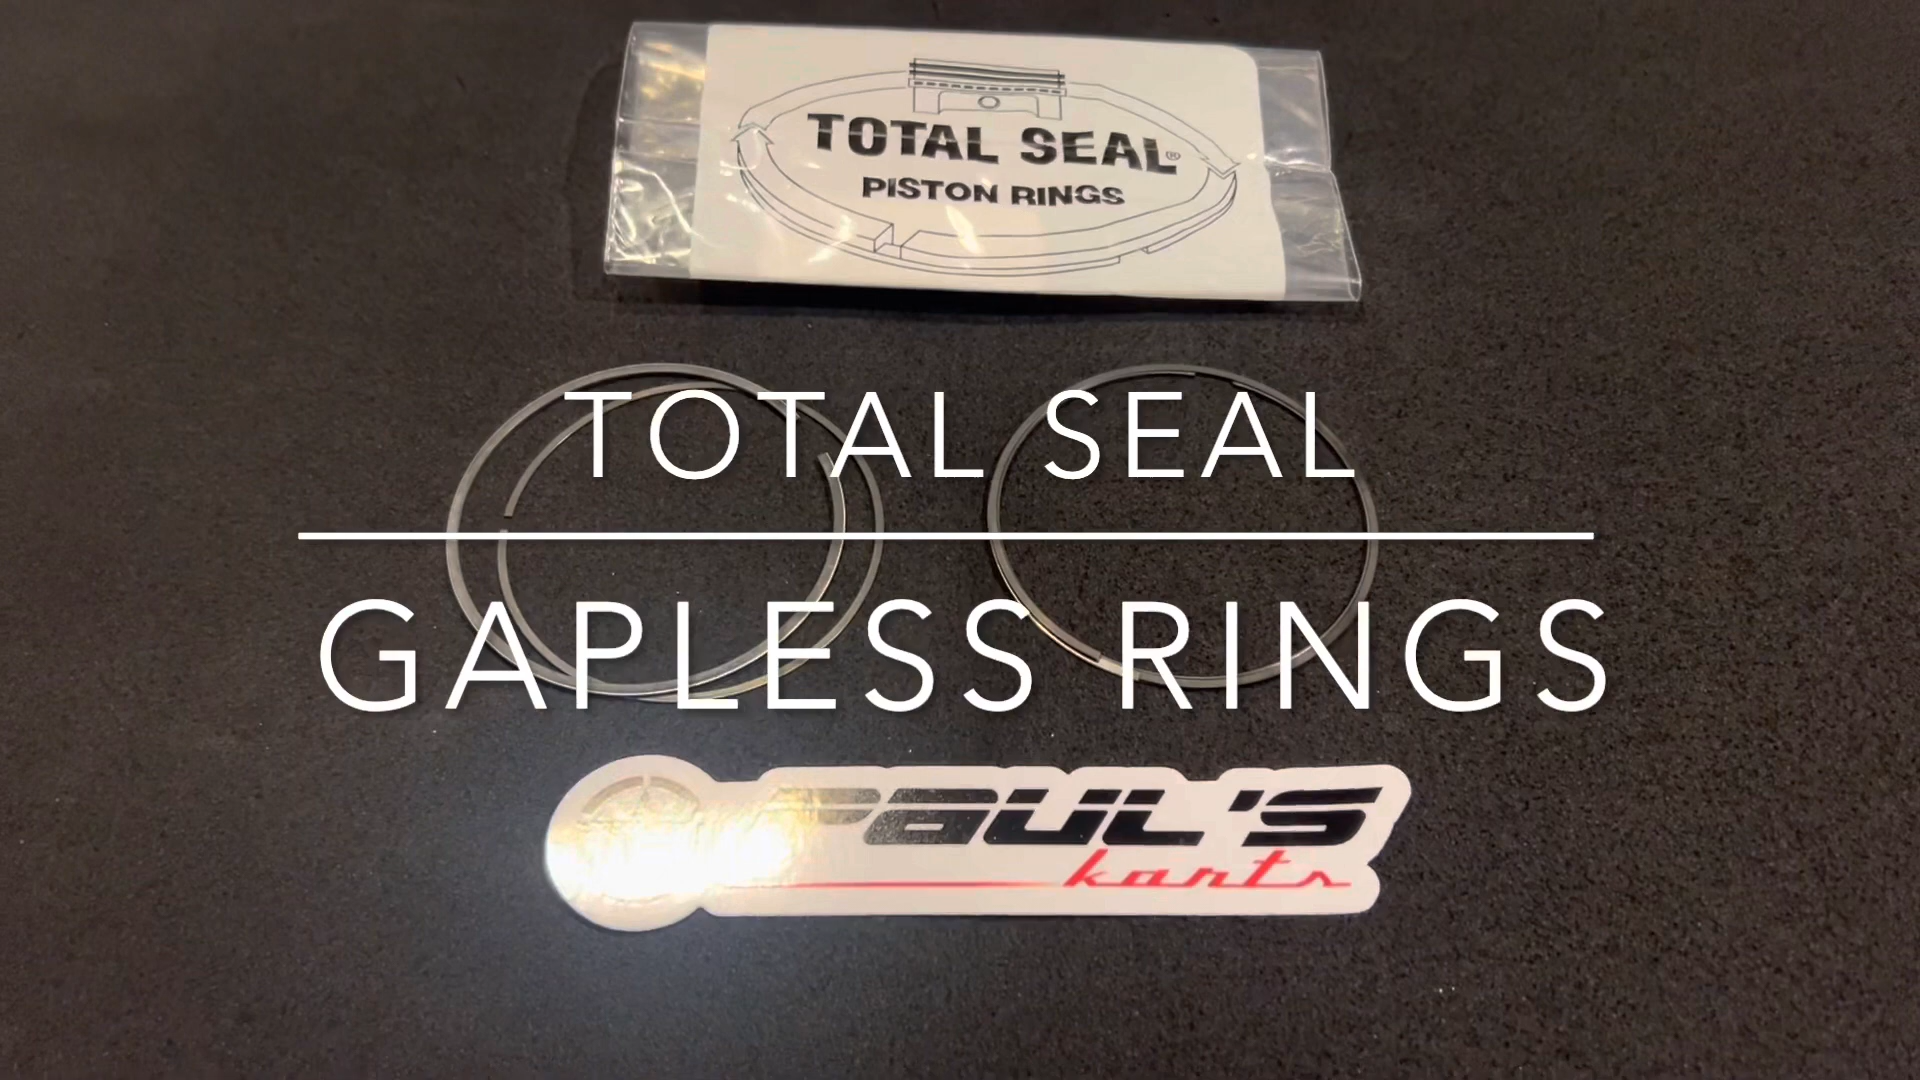 TOTAL SEAL®
PISTON RINGS
TOTAL SEAL
GAPLESS RINGS
PAUL'S
karts